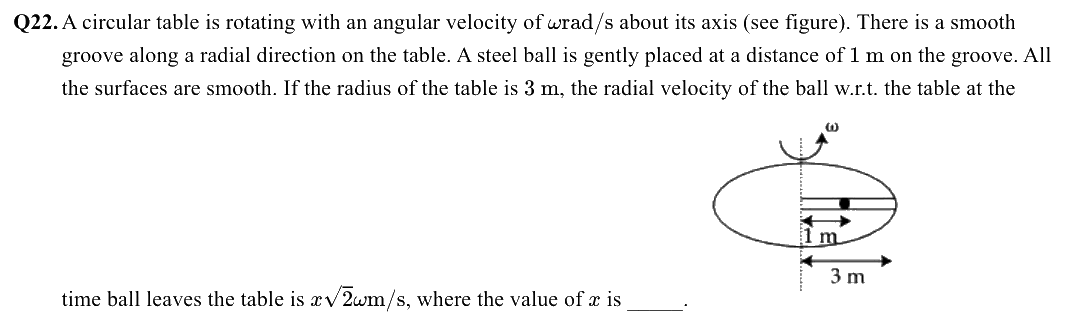 Q22. A circular table is rotating with an angular velocity of ωrad/s about its axis (see figure). There is a smooth
groove along a radial direction on the table. A steel ball is gently placed at a distance of 1 m on the groove. All
the surfaces are smooth. If the radius of the table is 3 m, the radial velocity of the ball w.r.t. the table at the
ω
1 m
3 m
time ball leaves the table is x√2ωm/s, where the value of x is _____.